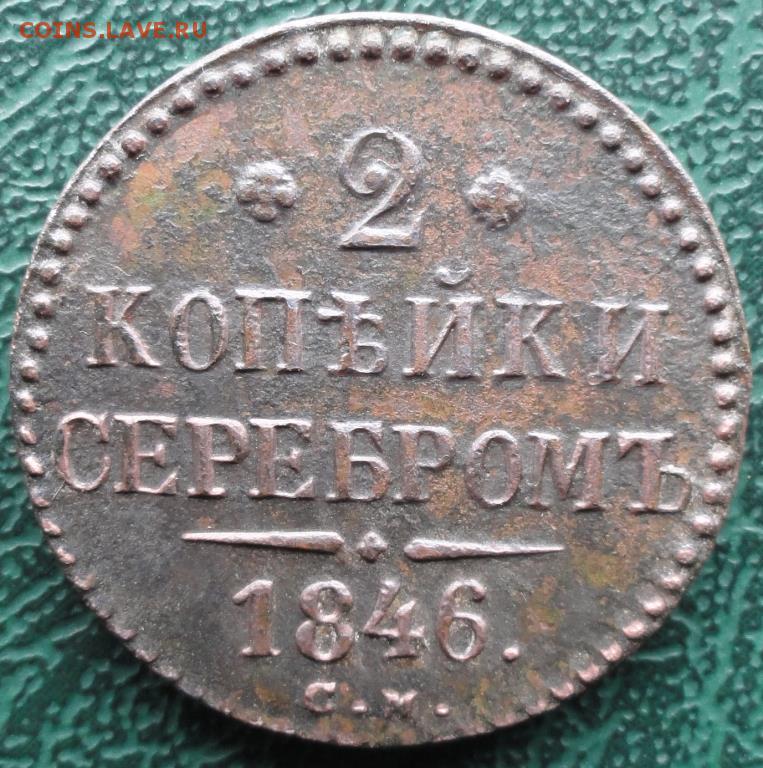 COINS.LAVE.RU
2
КОПѢЙКИ
СЕРЕБРОМЪ
1846.
С.М.